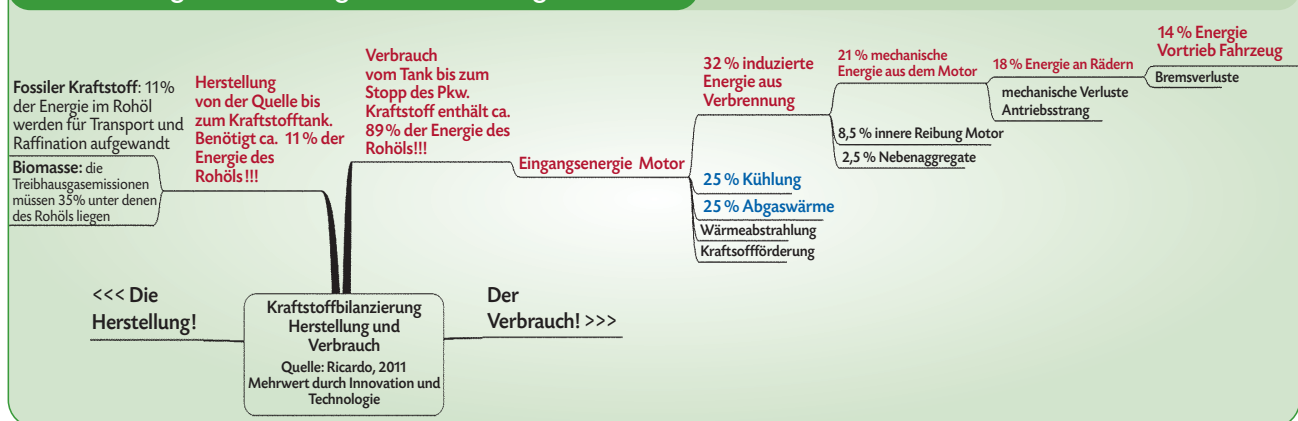 Fossiler Kraftstoff: 11%
der Energie im Rohöl
werden für Transport und
Raffination aufgewandt
Biomasse: die
Treibhausgasemissionen
müssen 35% unter denen
des Rohöls liegen
Herstellung
von der Quelle bis
zum Kraftstofftank.
Benötigt ca. 11% der
Energie des
Rohöls!!!
Verbrauch
vom Tank bis zum
Stopp des Pkw.
Kraftstoff enthält ca.
89% der Energie des
Rohöls!!!
Eingangsenergie Motor
32% induzierte
Energie aus
Verbrennung
21% mechanische
Energie aus dem Motor
18% Energie an Rädern
14% Energie
Vortrieb Fahrzeug
Bremsverluste
mechanische Verluste
Antriebsstrang
8,5% innere Reibung Motor
2,5% Nebenaggregate
25% Kühlung
25% Abgaswärme
Wärmeabstrahlung
Kraftsoffförderung
<<< Die
Herstellung!
Kraftstoffbilanzierung
Herstellung und
Verbrauch
Quelle: Ricardo, 2011
Mehrwert durch Innovation und
Technologie
Der
Verbrauch! >>>